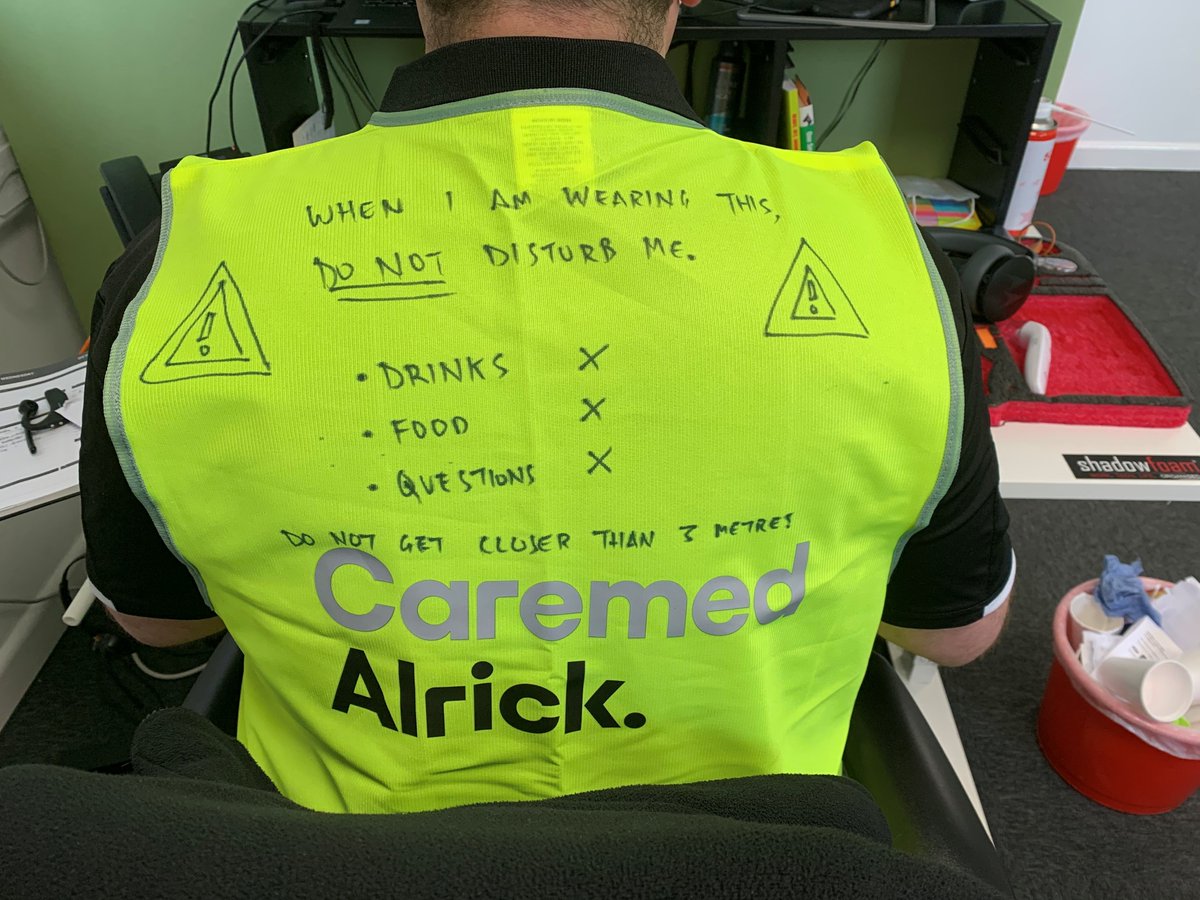 WHEN I AM WEARING THIS,
DO NOT DISTURB ME.
! !
• DRINKS X
• FOOD X
• QUESTIONS X
DO NOT GET CLOSER THAN 3 METRES
Caremed
Alrick.
shadowfoam